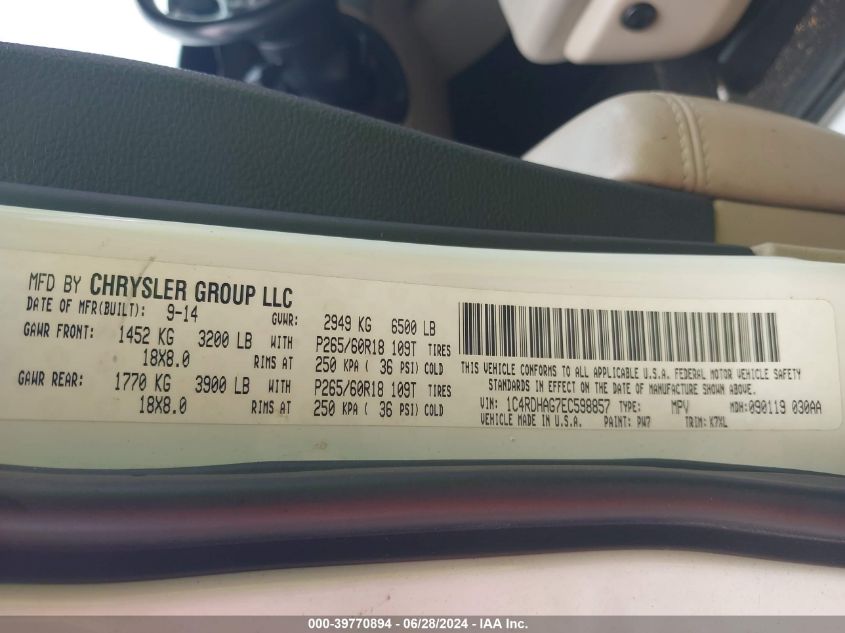 MFD BY CHRYSLER GROUP LLC
DATE OF MFR(BUILT): 9-14 GVWR: 2949 KG 6500 LB
GAWR FRONT: 1452 KG 3200 LB WITH P265/60R18 109T TIRES
18X8.0 RIMS AT 250 KPA ( 36 PSI) COLD
GAWR REAR: 1770 KG 3900 LB WITH P265/60R18 109T TIRES
18X8.0 RIMS AT 250 KPA ( 36 PSI) COLD
THIS VEHICLE CONFORMS TO ALL APPLICABLE U.S.A. FEDERAL MOTOR VEHICLE SAFETY
STANDARDS IN EFFECT ON THE DATE OF MANUFACTURE SHOWN ABOVE.
VIN: 1C4RDHAG7EC598857 TYPE: MPV MDH: 090119 030AA
VEHICLE MADE IN U.S.A. PAINT: PW7 TRIM: K7XL
000-39770894 - 06/28/2024 - IAA Inc.